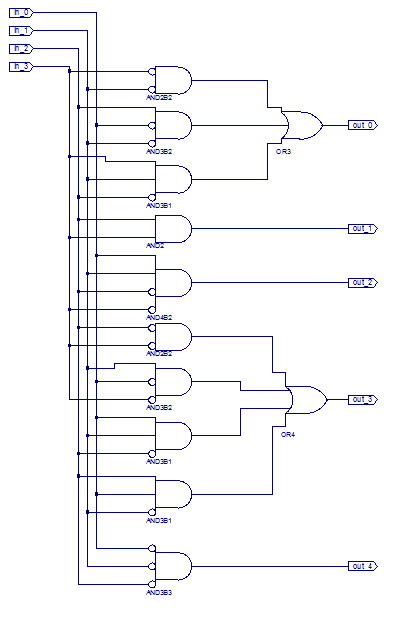 in_0
in_1
in_2
in_3
AND2B2
out_0
AND3B2
OR3
AND3B1
out_1
AND2
out_2
AND4B2
AND2B2
out_3
AND3B2
OR4
AND3B1
AND3B1
out_4
AND3B3